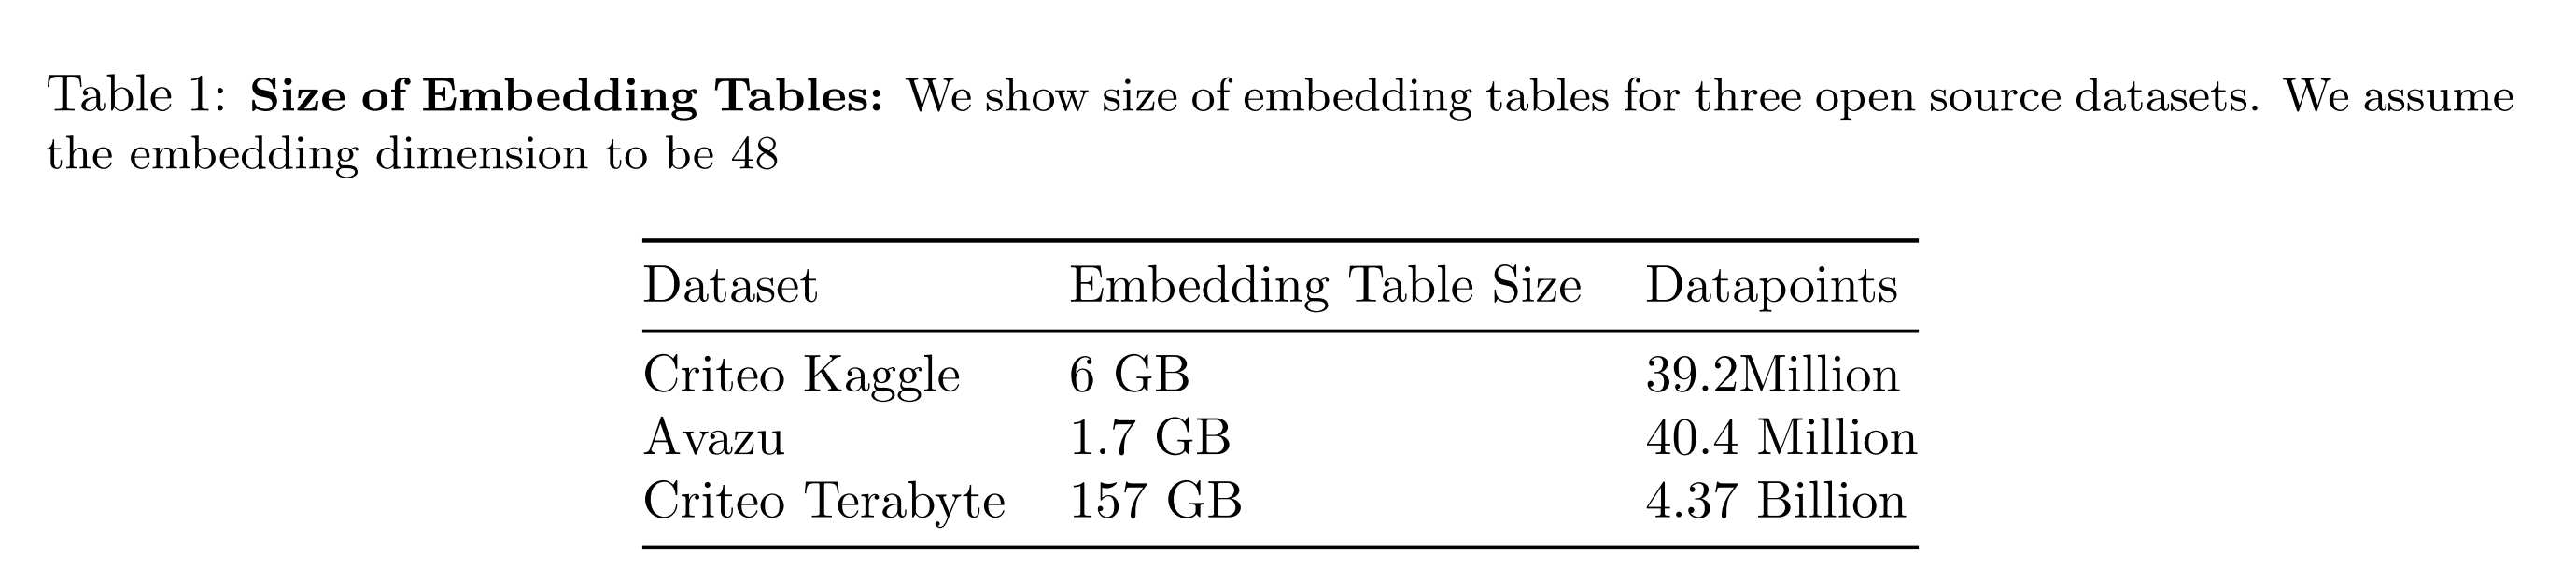 Table 1: Size of Embedding Tables: We show size of embedding tables for three open source datasets. We assume
the embedding dimension to be 48
Dataset Embedding Table Size Datapoints
Criteo Kaggle 6 GB 39.2Million
Avazu 1.7 GB 40.4 Million
Criteo Terabyte 157 GB 4.37 Billion